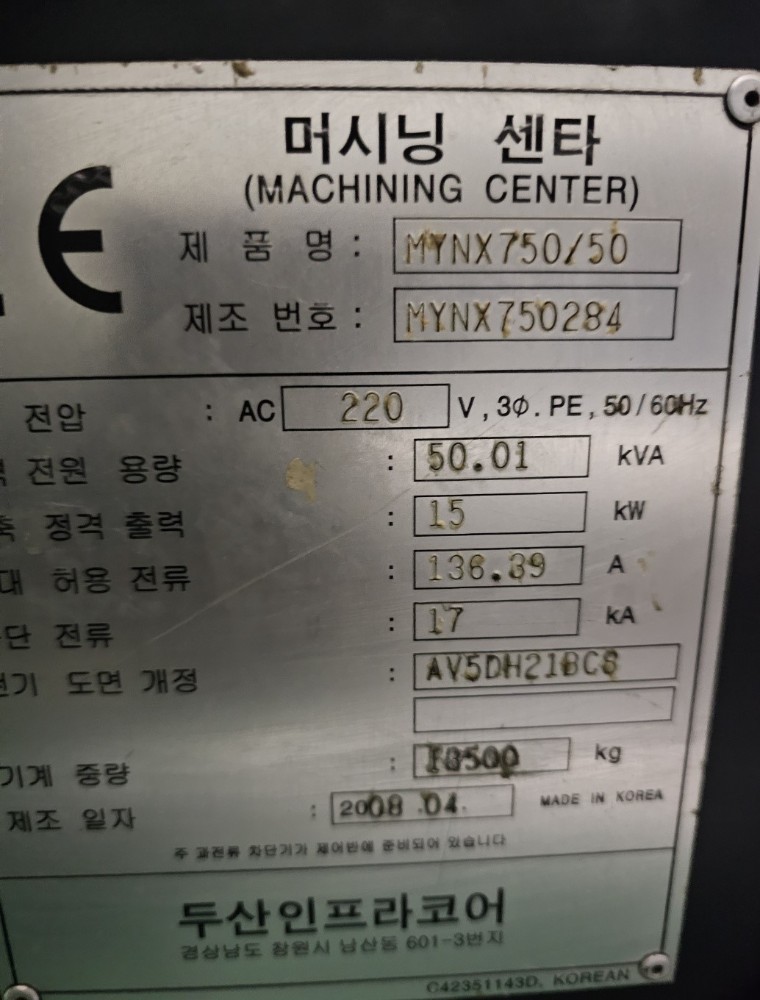 머시닝 센타
(MACHINING CENTER)
CE
제 품 명 : MYNX750/50
제조 번호 : MYNX750284
전압 : AC 220 V, 3Ø. PE, 50/60Hz
전원 용량 : 50.01 kVA
정격 출력 : 15 kW
허용 전류 : 136.39 A
전류 : 17 kA
도면 개정 : AV5DH21BCS
기계 중량 : kg
제조 일자 : 2008 .04. MADE IN KOREA
주 과전류 차단기가 제어반에 준비되어 있습니다
두산인프라코어
경상남도 창원시 남산동 601-3번지
C42351143D, KOREAN